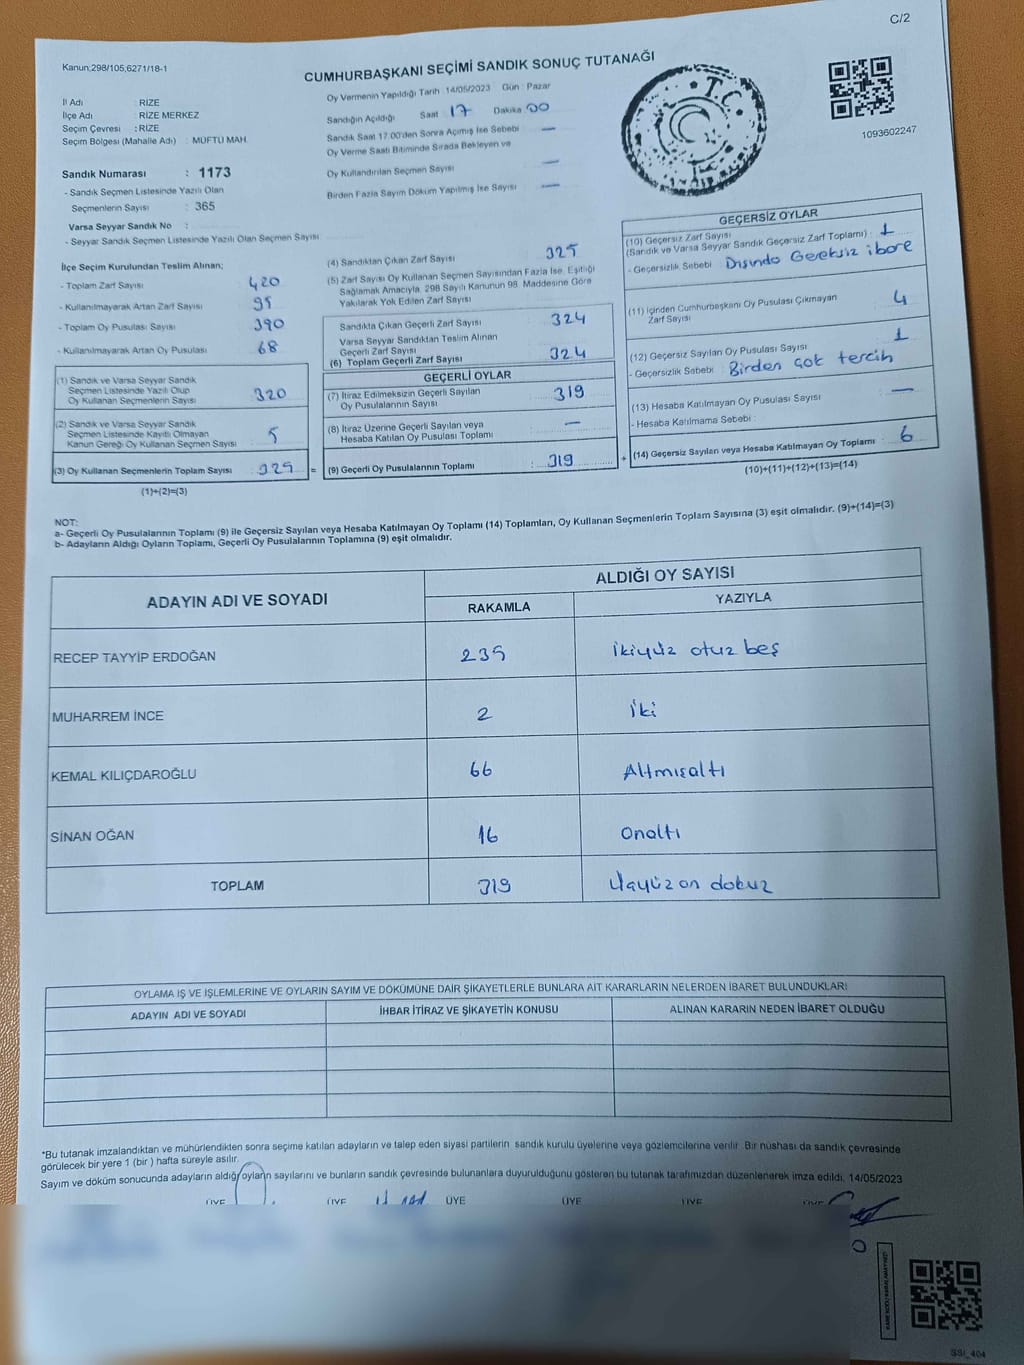 C/2
Kanun;298/105,6271/18-1
CUMHURBAŞKANI SEÇİMİ SANDIK SONUÇ TUTANAĞI
İl Adı : RİZE
İlçe Adı : RİZE MERKEZ
Seçim Çevresi : RİZE
Seçim Bölgesi (Mahalle Adı) : MÜFTÜ MAH.
Sandık Numarası : 1173
- Sandık Seçmen Listesinde Yazılı Olan
Seçmenlerin Sayısı : 365
Varsa Seyyar Sandık No :
- Seyyar Sandık Seçmen Listesinde Yazılı Olan Seçmen Sayısı
Oy Vermenin Yapıldığı Tarih : 14/05/2023 Gün : Pazar
Sandığın Açıldığı Saat 17 Dakika 00
Sandık Saat 17.00'den Sonra Açımış İse Sebebi —
Oy Verme Saati Bitiminde Sırada Bekleyen ve
Oy Kullandırılan Seçmen Sayısı —
Birden Fazla Sayım Döküm Yapılmış İse Sayısı —
T.C.
1093602247
İlçe Seçim Kurulundan Teslim Alınan;
- Toplam Zarf Sayısı : 420
- Kullanılmayarak Artan Zarf Sayısı : 95
- Toplam Oy Pusulası Sayısı : 390
- Kullanılmayarak Artan Oy Pusulası : 68
(1) Sandık ve Varsa Seyyar Sandık
Seçmen Listesinde Yazılı Olup
Oy Kullanan Seçmenlerin Sayısı : 320
(2) Sandık ve Varsa Seyyar Sandık
Seçmen Listesinde Kayıtlı Olmayan
Kanun Gereği Oy Kullanan Seçmen Sayısı : 5
(3) Oy Kullanan Seçmenlerin Toplam Sayısı : 325 =
(1)+(2)=(3)
(4) Sandıktan Çıkan Zarf Sayısı : 325
(5) Zarf Sayısı Oy Kullanan Seçmen Sayısından Fazla İse, Eşitliği
Sağlamak Amacıyla, 298 Sayılı Kanunun 98. Maddesine Göre
Yakılarak Yok Edilen Zarf Sayısı
Sandıkta Çıkan Geçerli Zarf Sayısı : 324
Varsa Seyyar Sandıktan Teslim Alınan
Geçerli Zarf Sayısı
(6) Toplam Geçerli Zarf Sayısı : 324
GEÇERLİ OYLAR
(7) İtiraz Edilmeksizin Geçerli Sayılan
Oy Pusulalarının Sayısı : 319
(8) İtiraz Üzerine Geçerli Sayılan veya
Hesaba Katılan Oy Pusulası Toplamı : —
(9) Geçerli Oy Pusulalarının Toplamı : 319 +
GEÇERSİZ OYLAR
(10) Geçersiz Zarf Sayısı
(Sandık ve Varsa Seyyar Sandık Geçersiz Zarf Toplamı) : 1
- Geçersizlik Sebebi : Dışında Gereksiz ibare
(11) İçinden Cumhurbaşkanı Oy Pusulası Çıkmayan
Zarf Sayısı : 4
(12) Geçersiz Sayılan Oy Pusulası Sayısı : 1
- Geçersizlik Sebebi : Birden çok tercih
(13) Hesaba Katılmayan Oy Pusulası Sayısı : —
- Hesaba Katılmama Sebebi :
(14) Geçersiz Sayılan veya Hesaba Katılmayan Oy Toplamı : 6
(10)+(11)+(12)+(13)=(14)
NOT:
a- Geçerli Oy Pusulalarının Toplamı (9) ile Geçersiz Sayılan veya Hesaba Katılmayan Oy Toplamı (14) Toplamları, Oy Kullanan Seçmenlerin Toplam Sayısına (3) eşit olmalıdır. (9)+(14)=(3)
b- Adayların Aldığı Oyların Toplamı, Geçerli Oy Pusulalarının Toplamına (9) eşit olmalıdır.
ADAYIN ADI VE SOYADI
ALDIĞI OY SAYISI
RAKAMLA YAZIYLA
RECEP TAYYİP ERDOĞAN 235 ikiyüz otuz beş
MUHARREM İNCE 2 iki
KEMAL KILIÇDAROĞLU 66 Altmışaltı
SİNAN OĞAN 16 Onaltı
TOPLAM 319 Üçyüz on dokuz
OYLAMA İŞ VE İŞLEMLERİNE VE OYLARIN SAYIM VE DÖKÜMÜNE DAİR ŞİKAYETLERLE BUNLARA AİT KARARLARIN NELERDEN İBARET BULUNDUKLARI
ADAYIN ADI VE SOYADI İHBAR İTİRAZ VE ŞİKAYETİN KONUSU ALINAN KARARIN NEDEN İBARET OLDUĞU
*Bu tutanak imzalandıktan ve mühürlendikten sonra seçime katılan adayların ve talep eden siyasi partilerin sandık kurulu üyelerine veya gözlemcilerine verilir. Bir nüshası da sandık çevresinde
görülecek bir yere 1 (bir ) hafta süreyle asılır.
Sayım ve döküm sonucunda adayların aldığı oyların sayılarını ve bunların sandık çevresinde bulunanlara duyurulduğunu gösteren bu tutanak tarafımızdan düzenlenerek imza edildi. 14/05/2023
ÜYE ÜYE ÜYE ÜYE ÜYE ÜYE
SSI_404